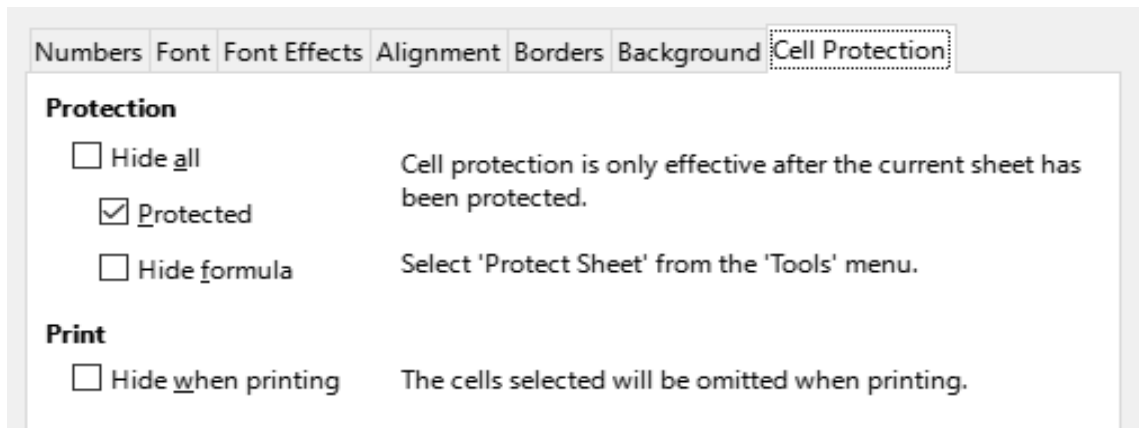 Numbers Font Font Effects Alignment Borders Background Cell Protection
Protection
Hide all
Cell protection is only effective after the current sheet has
been protected.
Protected
Hide formula
Select 'Protect Sheet' from the 'Tools' menu.
Print
Hide when printing
The cells selected will be omitted when printing.